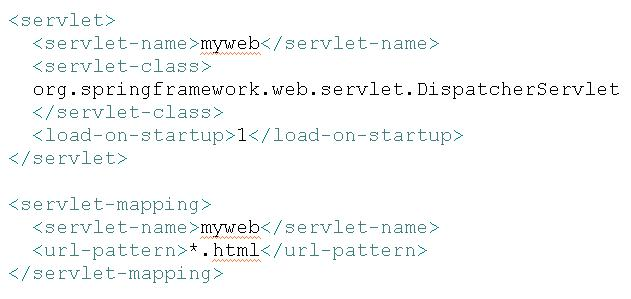 <servlet>
  <servlet-name>myweb</servlet-name>
  <servlet-class>
  org.springframework.web.servlet.DispatcherServlet
  </servlet-class>
  <load-on-startup>1</load-on-startup>
</servlet>

<servlet-mapping>
  <servlet-name>myweb</servlet-name>
  <url-pattern>*.html</url-pattern>
</servlet-mapping>